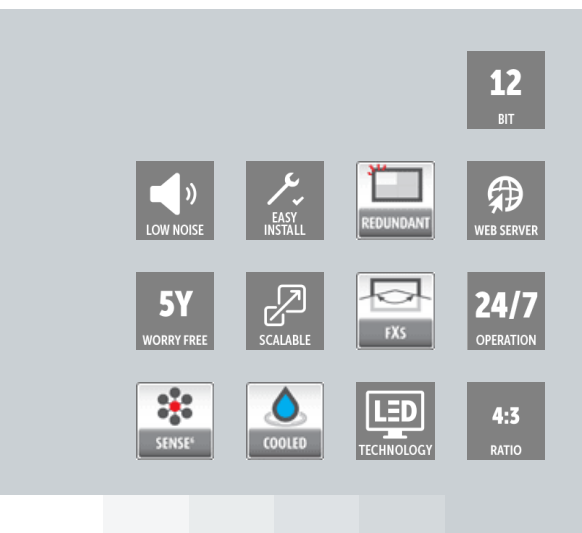 12
BIT
LOW NOISE
EASY
INSTALL
REDUNDANT
WEB SERVER
5Y
WORRY FREE
SCALABLE
FXS
24/7
OPERATION
SENSE⁶
COOLED
LED
TECHNOLOGY
4:3
RATIO